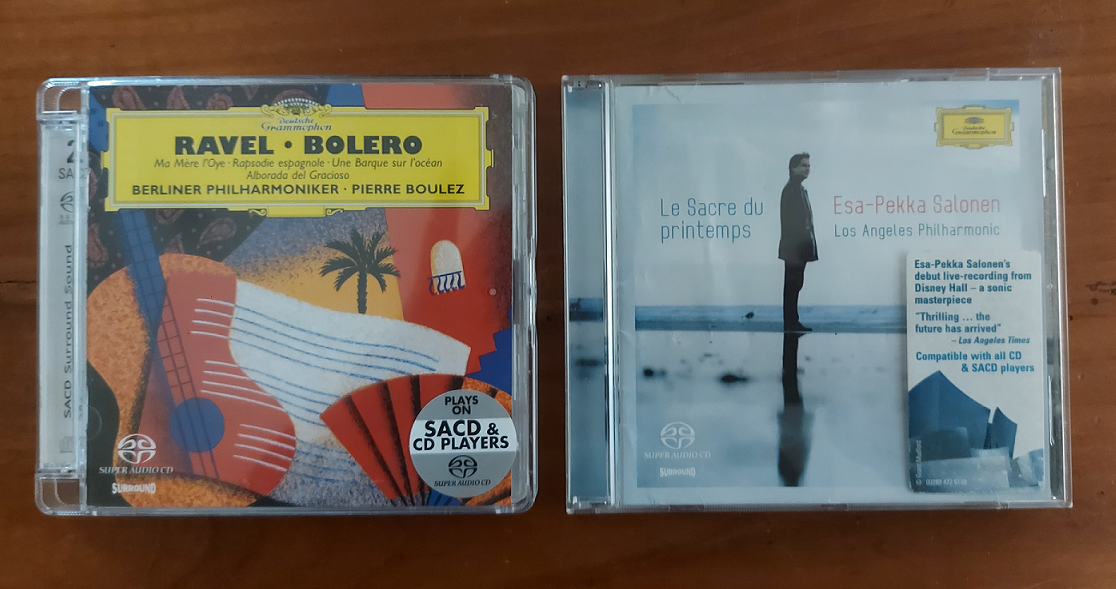 Deutsche
Grammophon
RAVEL • BOLERO
Ma Mère l'Oye · Rapsodie espagnole · Une Barque sur l'océan
Alborada del Gracioso
BERLINER PHILHARMONIKER · PIERRE BOULEZ
SACD Surround Sound
PLAYS
ON
SACD &
CD PLAYERS
SUPER AUDIO CD
SUPER AUDIO CD
SURROUND
Deutsche
Grammophon
Le Sacre du
printemps
Esa-Pekka Salonen
Los Angeles Philharmonic
Esa-Pekka Salonen's
debut live-recording from
Disney Hall – a sonic
masterpiece
"Thrilling ... the
future has arrived"
– Los Angeles Times
Compatible with all CD
& SACD players
SUPER AUDIO CD
SURROUND